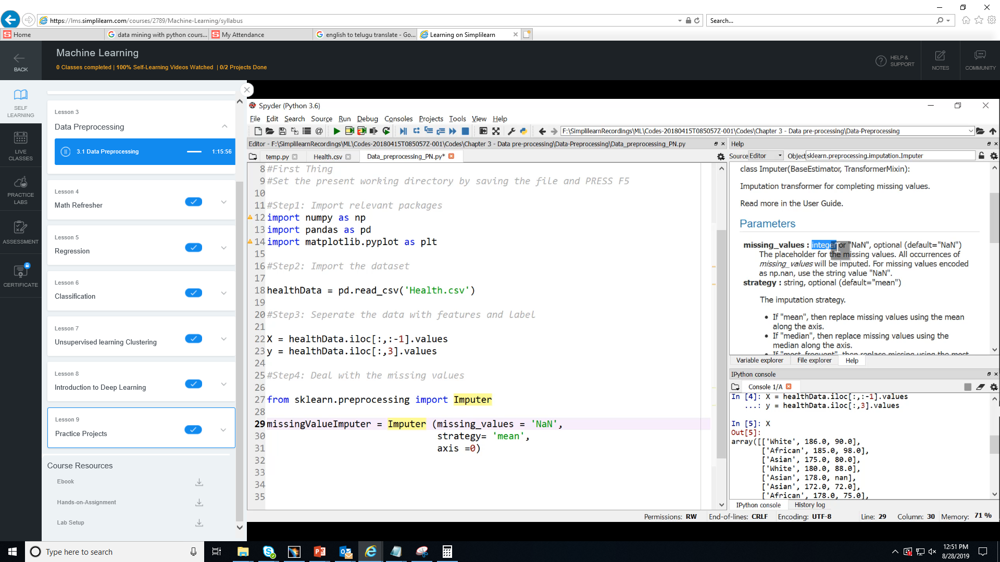 https://lms.simplilearn.com/courses/2789/Machine-Learning/syllabus
Search...
Home
data mining with python cours...
My Attendance
english to telugu translate - Go...
Learning on Simplilearn
BACK
Machine Learning
0 Classes completed | 100% Self-Learning Videos Watched | 0/2 Projects Done
HELP & SUPPORT
NOTES
COMMUNITY
SELF LEARNING
LIVE CLASSES
PRACTICE LABS
ASSESSMENT
CERTIFICATE
Lesson 3
Data Preprocessing
3.1 Data Preprocessing 1:15:56
Lesson 4
Math Refresher
Lesson 5
Regression
Lesson 6
Classification
Lesson 7
Unsupervised learning Clustering
Lesson 8
Introduction to Deep Learning
Lesson 9
Practice Projects
Course Resources
Ebook
Hands-on-Assignment
Lab Setup
Spyder (Python 3.6)
File Edit Search Source Run Debug Consoles Projects Tools View Help
F:\SimplilearnRecordings\ML\Codes-20180415T085057Z-001\Codes\Chapter 3 - Data pre-processing\Data-Preprocessing
Editor - F:\SimplilearnRecordings\ML\Codes-20180415T085057Z-001\Codes\Chapter 3 - Data pre-processing\Data-Preprocessing\Data_preprocessing_PN.py
temp.py Health.csv Data_preprocessing_PN.py*
8 #First Thing
9 #Set the present working directory by saving the file and PRESS F5
10
11 #Step1: Import relevant packages
12 import numpy as np
13 import pandas as pd
14 import matplotlib.pyplot as plt
15
16 #Step2: Import the dataset
17
18 healthData = pd.read_csv('Health.csv')
19
20 #Step3: Seperate the data with features and label
21
22 X = healthData.iloc[:,:-1].values
23 y = healthData.iloc[:,3].values
24
25 #Step4: Deal with the missing values
26
27 from sklearn.preprocessing import Imputer
28
29 missingValueImputer = Imputer (missing_values = 'NaN',
30 strategy= 'mean',
31 axis =0)
32
33
34
35
Help
Source Editor Object sklearn.preprocessing.imputation.Imputer
class Imputer(BaseEstimator, TransformerMixin):
Imputation transformer for completing missing values.
Read more in the User Guide.
Parameters
missing_values : integer or "NaN", optional (default="NaN")
The placeholder for the missing values. All occurrences of
missing_values will be imputed. For missing values encoded
as np.nan, use the string value "NaN".
strategy : string, optional (default="mean")
The imputation strategy.
• If "mean", then replace missing values using the mean
along the axis.
• If "median", then replace missing values using the
median along the axis.
• If "most_frequent", then replace missing using the most
Variable explorer File explorer Help
IPython console
Console 1/A
In [4]: X = healthData.iloc[:,:-1].values
...: y = healthData.iloc[:,3].values
In [5]: X
Out[5]:
array([['White', 186.0, 90.0],
['African', 185.0, 98.0],
['Asian', 175.0, 80.0],
['White', 180.0, 88.0],
['Asian', 178.0, nan],
['Asian', 172.0, 72.0],
['African', 178.0, 75.0],
IPython console History log
Permissions: RW End-of-lines: CRLF Encoding: UTF-8 Line: 29 Column: 30 Memory: 71 %
Type here to search
12:51 PM
8/28/2019